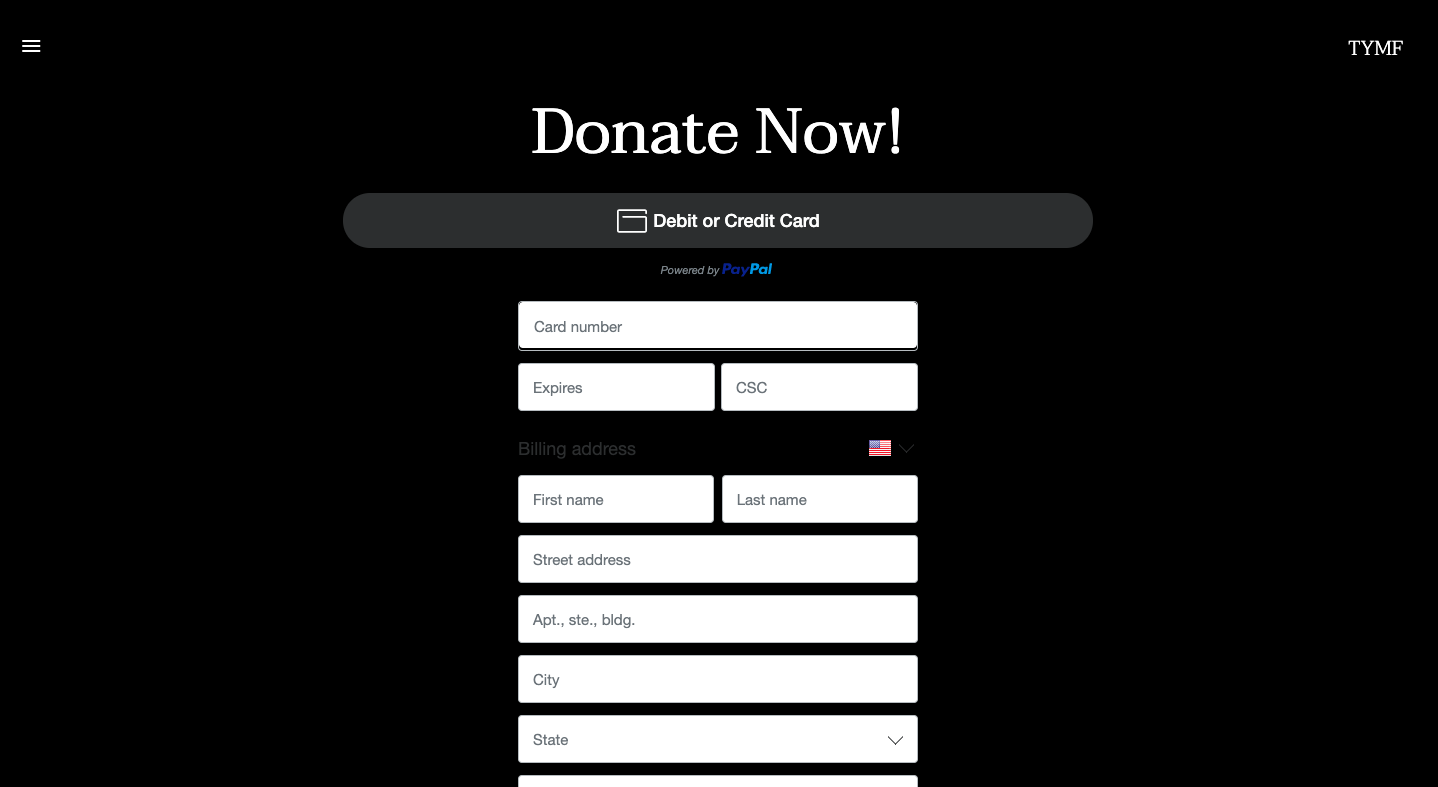 TYMF
Donate Now!
Debit or Credit Card
Powered by PayPal
Card number
Expires CSC
Billing address
First name Last name
Street address
Apt., ste., bldg.
City
State